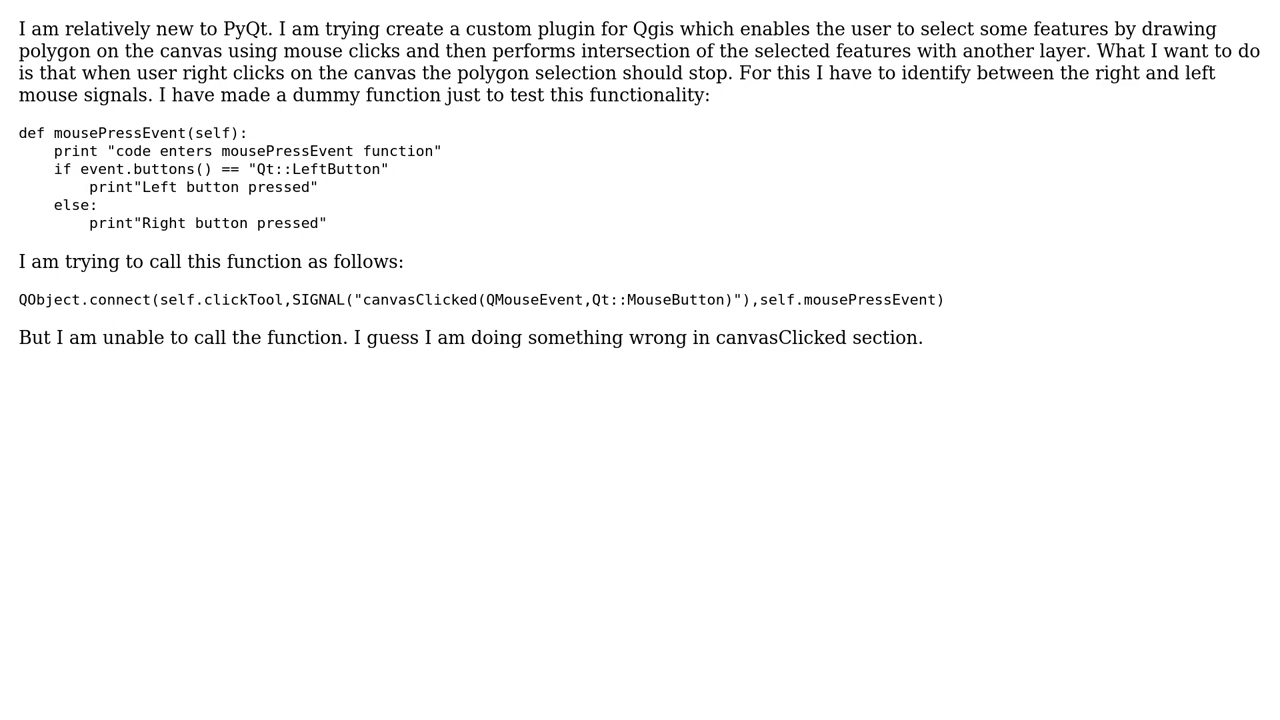 I am relatively new to PyQt. I am trying create a custom plugin for Qgis which enables the user to select some features by drawing
polygon on the canvas using mouse clicks and then performs intersection of the selected features with another layer. What I want to do
is that when user right clicks on the canvas the polygon selection should stop. For this I have to identify between the right and left
mouse signals. I have made a dummy function just to test this functionality:
def mousePressEvent(self):
    print "code enters mousePressEvent function"
    if event.buttons() == "Qt::LeftButton"
        print"Left button pressed"
    else:
        print"Right button pressed"
I am trying to call this function as follows:
QObject.connect(self.clickTool,SIGNAL("canvasClicked(QMouseEvent,Qt::MouseButton)"),self.mousePressEvent)
But I am unable to call the function. I guess I am doing something wrong in canvasClicked section.